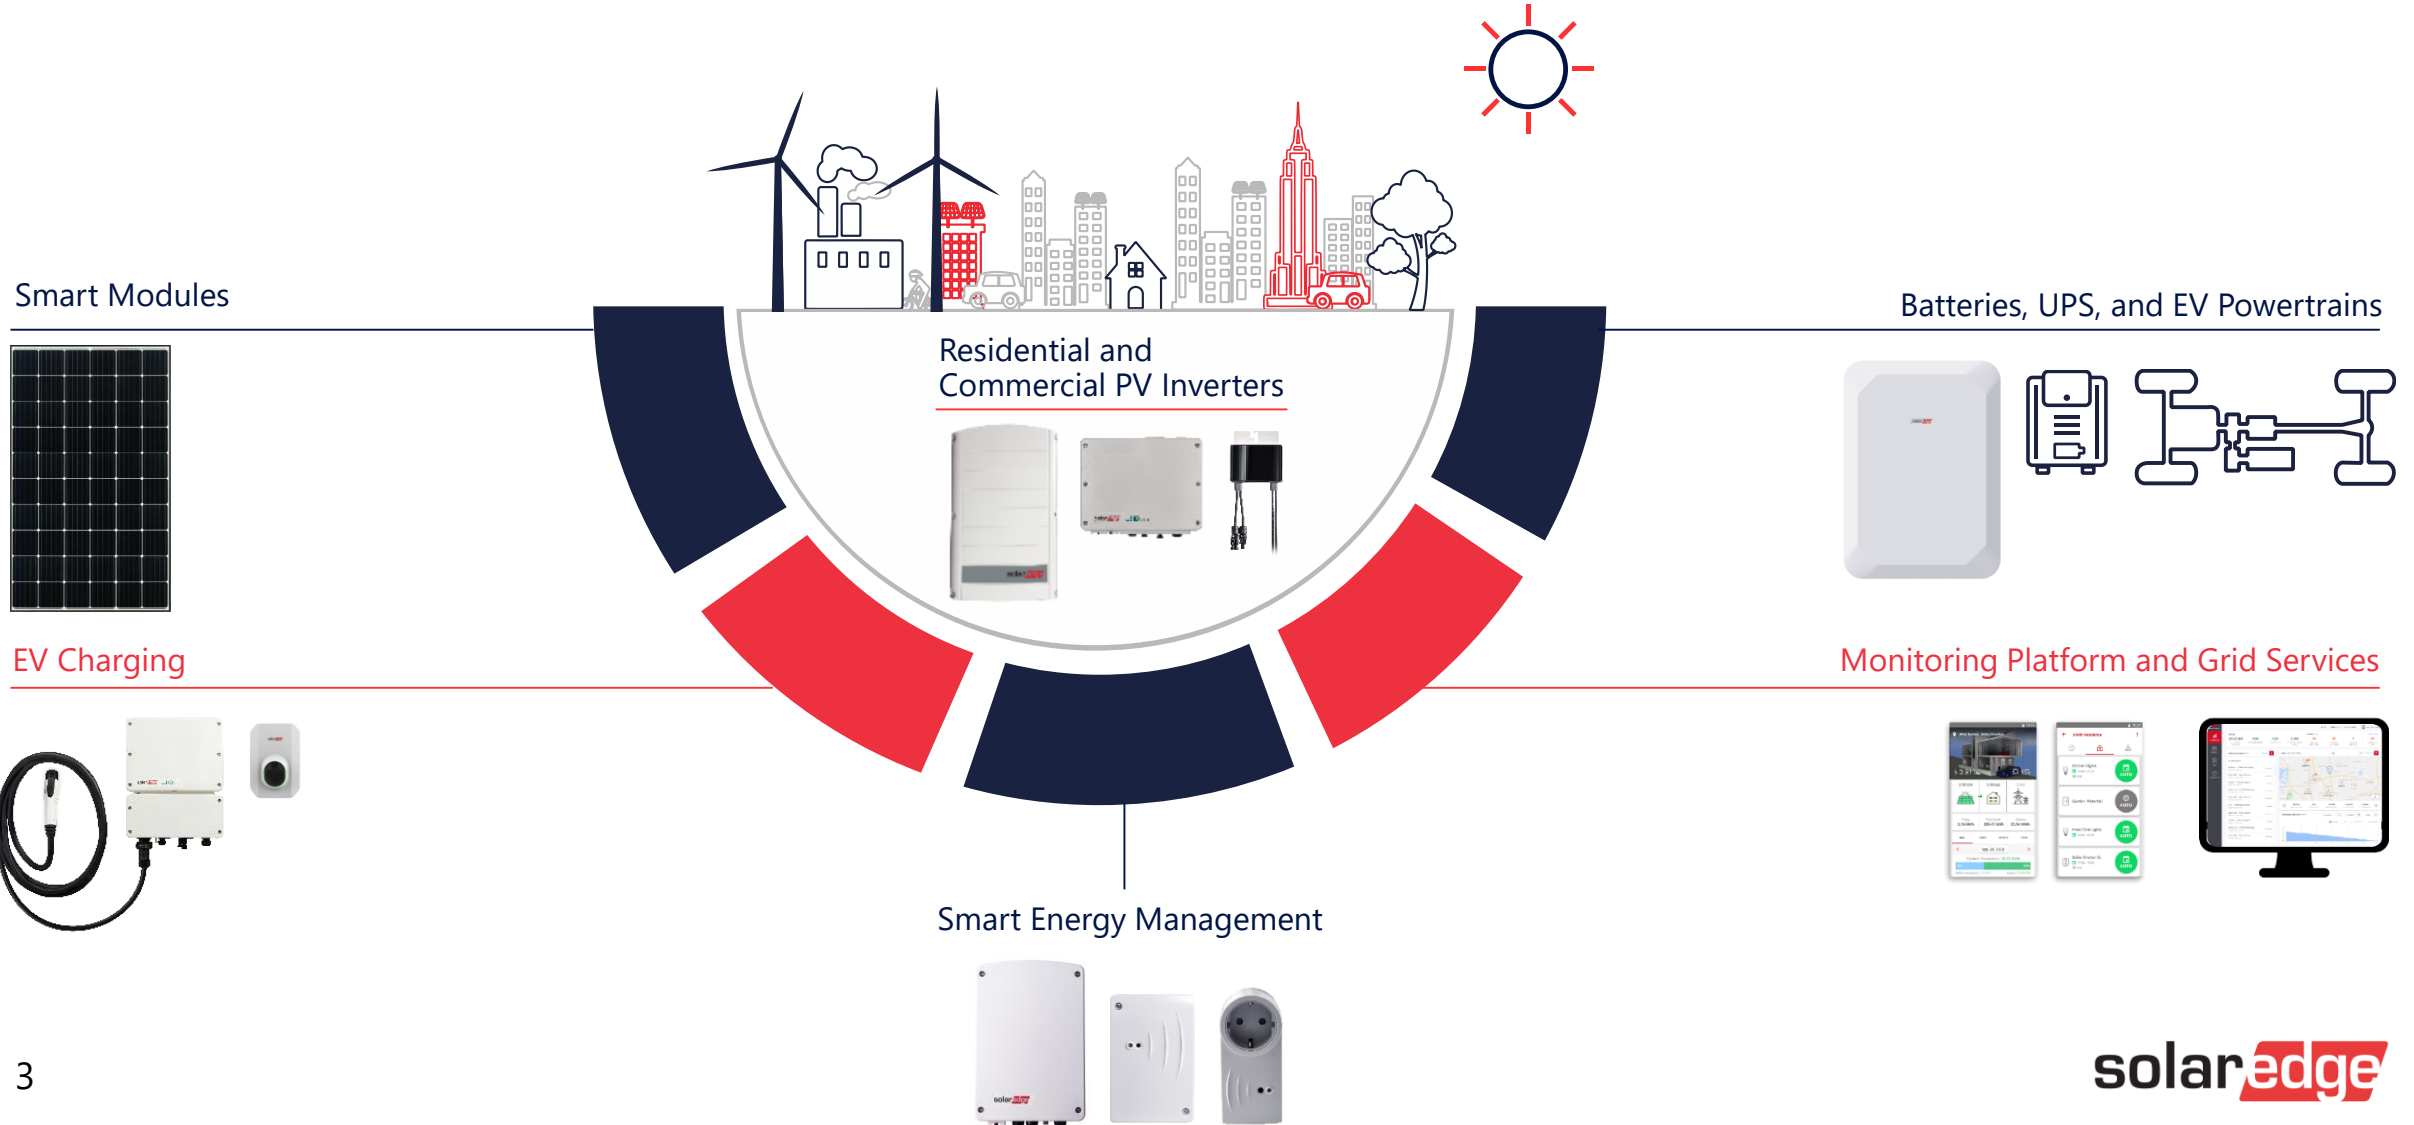 Smart Modules
Batteries, UPS, and EV Powertrains
Residential and
Commercial PV Inverters
EV Charging
Monitoring Platform and Grid Services
Smart Energy Management
solaredge
3
solaredge